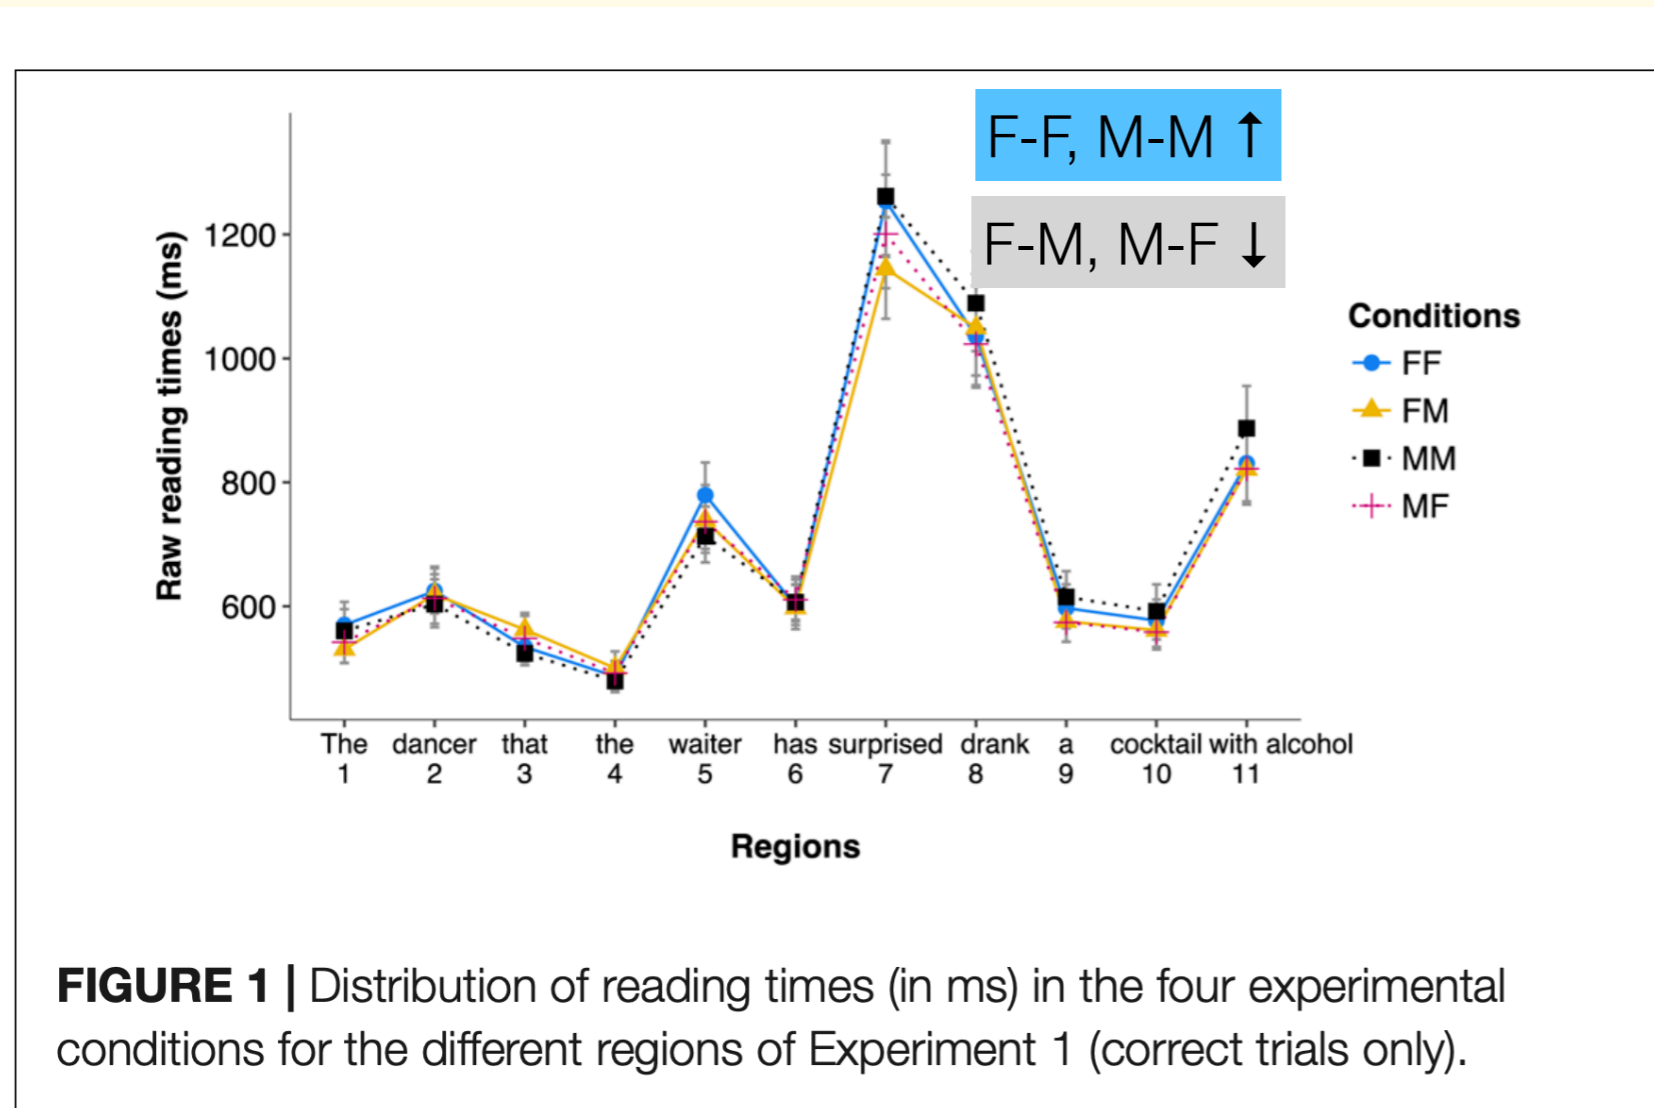 F-F, M-M ↑
F-M, M-F ↓
Raw reading times (ms)
1200
1000
800
600
Conditions
FF
FM
MM
MF
The dancer that the waiter has surprised drank a cocktail with alcohol
1 2 3 4 5 6 7 8 9 10 11
Regions
FIGURE 1 | Distribution of reading times (in ms) in the four experimental
conditions for the different regions of Experiment 1 (correct trials only).